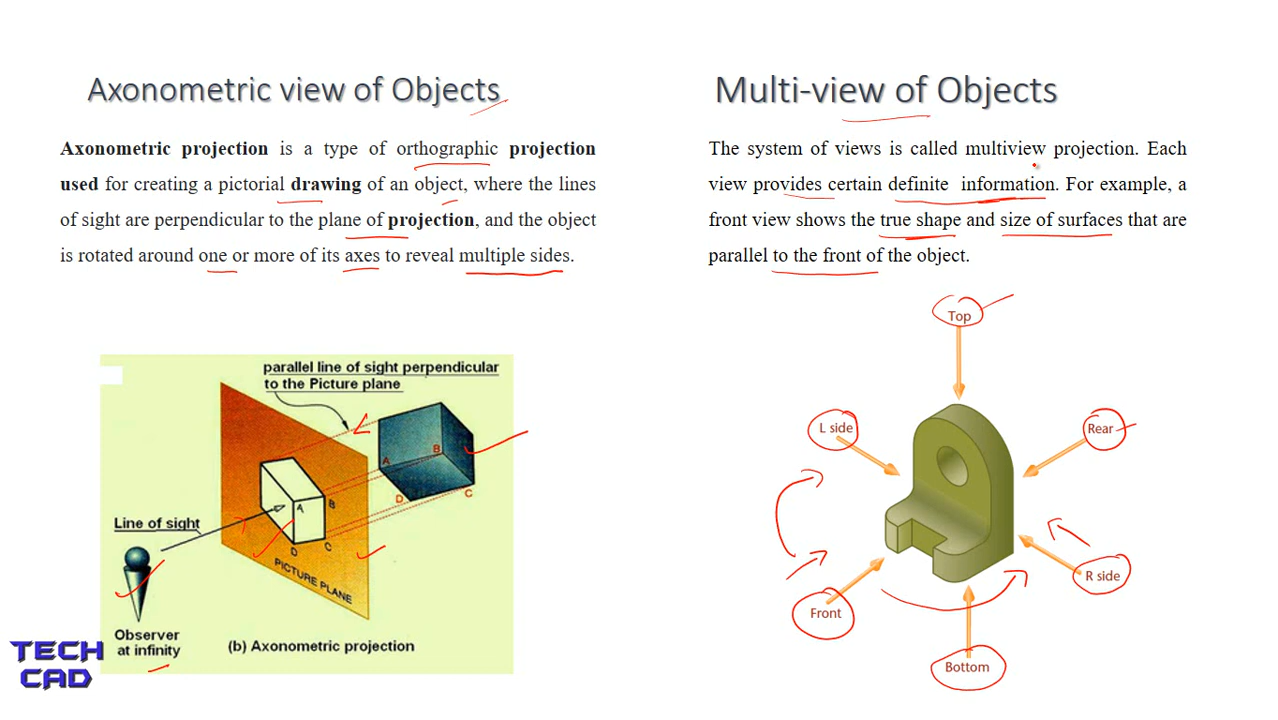 Axonometric view of Objects
Axonometric projection is a type of orthographic projection
used for creating a pictorial drawing of an object, where the lines
of sight are perpendicular to the plane of projection, and the object
is rotated around one or more of its axes to reveal multiple sides.
parallel line of sight perpendicular
to the Picture plane
A
B
D
C
A
B
D
C
Line of sight
PICTURE PLANE
Observer
at infinity
(b) Axonometric projection
TECH
CAD
Multi-view of Objects
The system of views is called multiview projection. Each
view provides certain definite information. For example, a
front view shows the true shape and size of surfaces that are
parallel to the front of the object.
Top
L side
Rear
Front
R side
Bottom